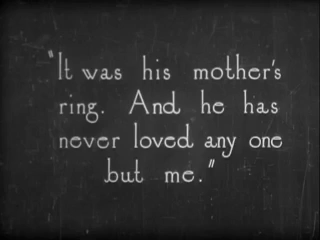 "It was his mother's
ring. And he has
never loved any one
but me."